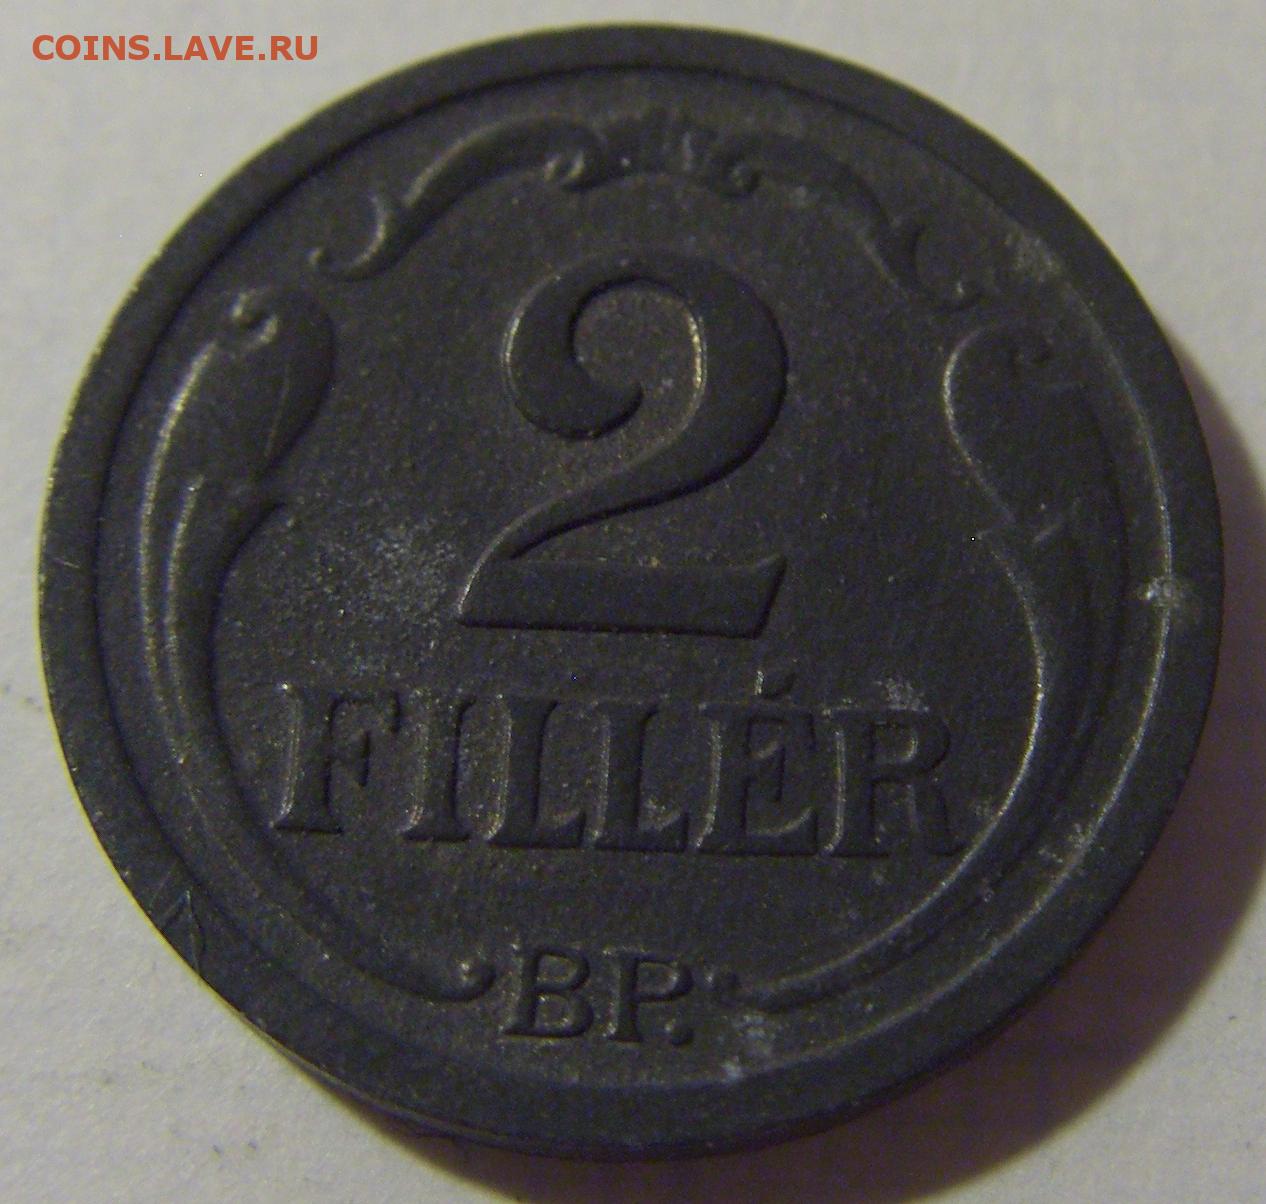 COINS.LAVE.RU
2
FILLÉR
BP.